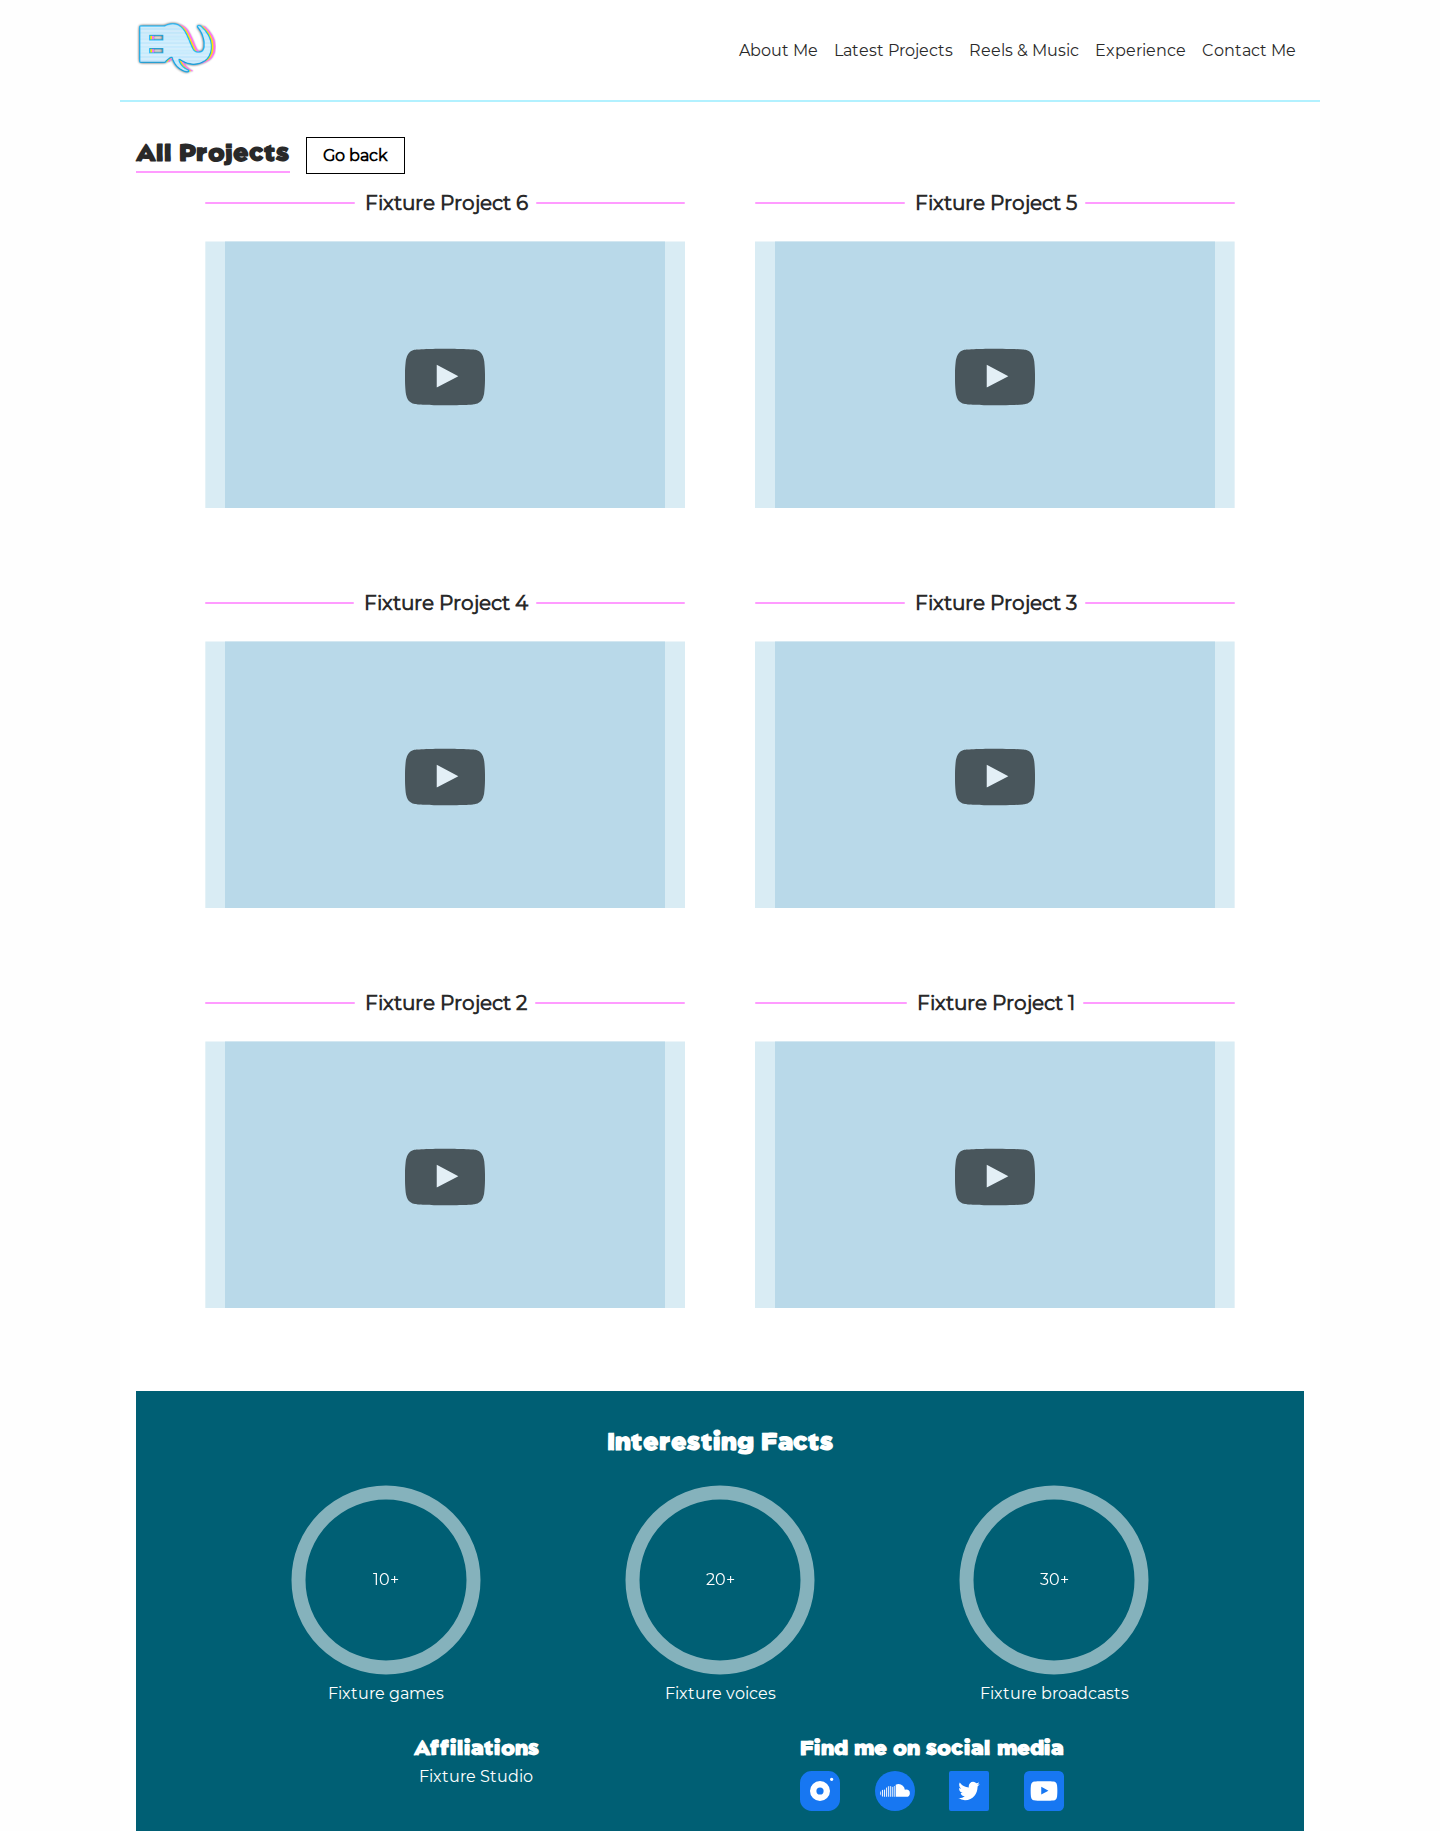 About Me Latest Projects Reels & Music Experience Contact Me
All Projects Go back
Fixture Project 6
Fixture Project 5
Fixture Project 4
Fixture Project 3
Fixture Project 2
Fixture Project 1
Interesting Facts
10+
20+
30+
Fixture games
Fixture voices
Fixture broadcasts
Affiliations
Fixture Studio
Find me on social media